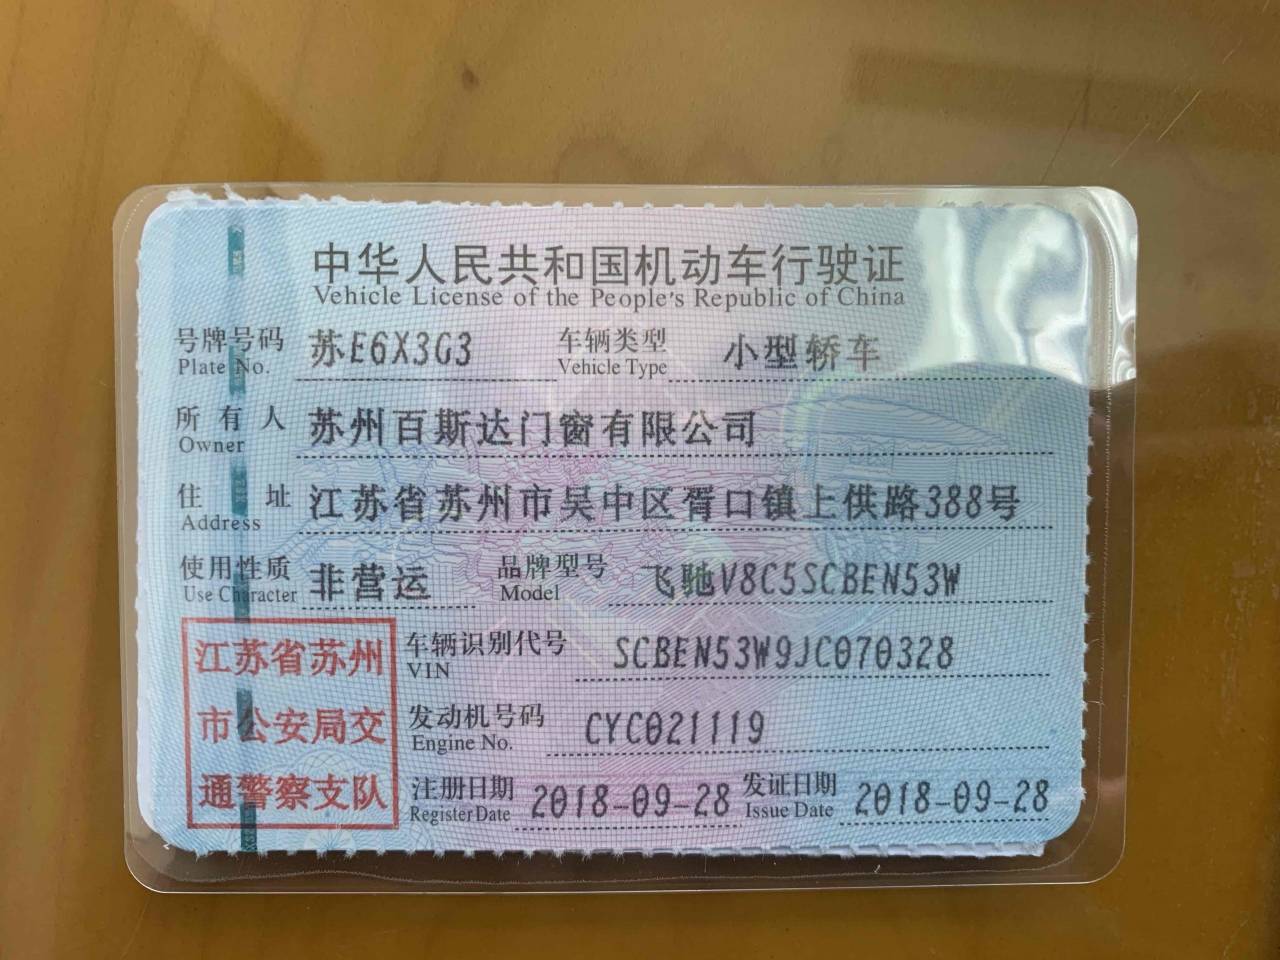 中华人民共和国机动车行驶证
Vehicle License of the People's Republic of China
号牌号码 苏E6X3G3 车辆类型 小型轿车
Plate No. Vehicle Type
所有人 苏州百斯达门窗有限公司
Owner
住址 江苏省苏州市吴中区胥口镇上供路388号
Address
使用性质 非营运 品牌型号 飞驰V8C5SCBEN53W
Use Character Model
江苏省苏州 车辆识别代号 SCBEN53W9JC070328
VIN
市公安局交 发动机号码 CYC021119
Engine No.
通警察支队 注册日期 2018-09-28 发证日期 2018-09-28
Register Date Issue Date